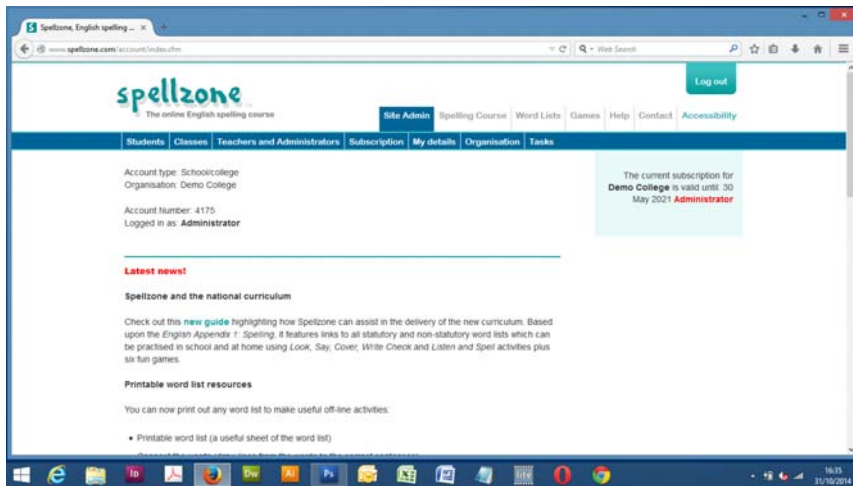 Spellzone, English spelling ...
www.spellzone.com/account/index.cfm
Web Search
Log out
spellzone
The online English spelling course
Site Admin Spelling Course Word Lists Games Help Contact Accessibility
Students Classes Teachers and Administrators Subscription My details Organisation Tasks
Account type: School/college
Organisation: Demo College
Account Number: 4175
Logged in as: Administrator
The current subscription for
Demo College is valid until: 30
May 2021 Administrator
Latest news!
Spellzone and the national curriculum
Check out this new guide highlighting how Spellzone can assist in the delivery of the new curriculum. Based
upon the English Appendix 1: Spelling, it features links to all statutory and non-statutory word lists which can
be practised in school and at home using Look, Say, Cover, Write Check and Listen and Spell activities plus
six fun games.
Printable word list resources
You can now print out any word list to make useful off-line activities:
• Printable word list (a useful sheet of the word list)
Id
Dw
Ai
Ps
lite
16:35
31/10/2014